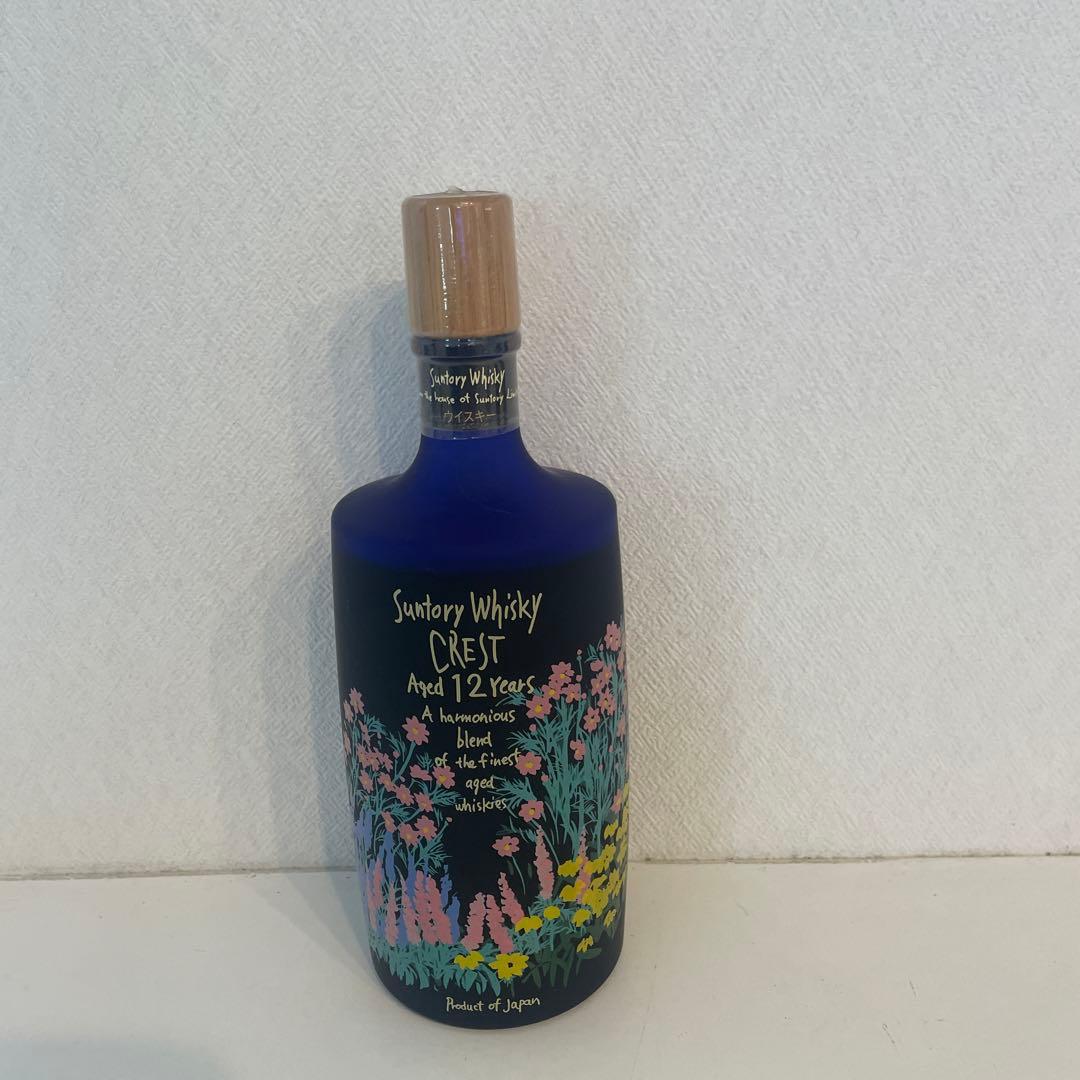 Suntory Whisky
the house of Suntory
ウイスキー
Suntory Whisky
CREST
Aged 12 Years
A harmonious
blend
of the finest
aged
whiskies
Product of Japan